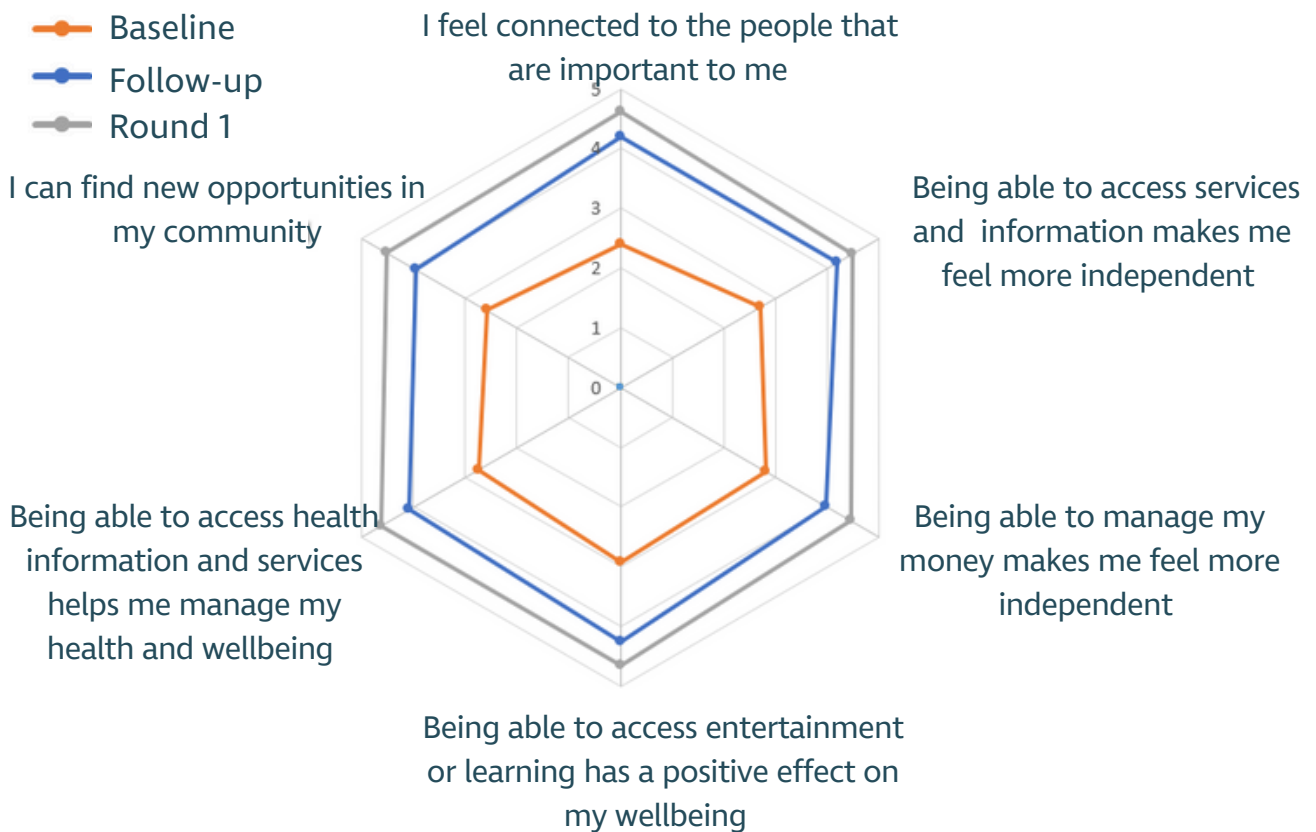 Baseline
Follow-up
Round 1
I feel connected to the people that
are important to me
5
4
3
2
1
0
I can find new opportunities in
my community
Being able to access services
and  information makes me
feel more independent
Being able to access health
information and services
helps me manage my
health and wellbeing
Being able to manage my
money makes me feel more
independent
Being able to access entertainment
or learning has a positive effect on
my wellbeing